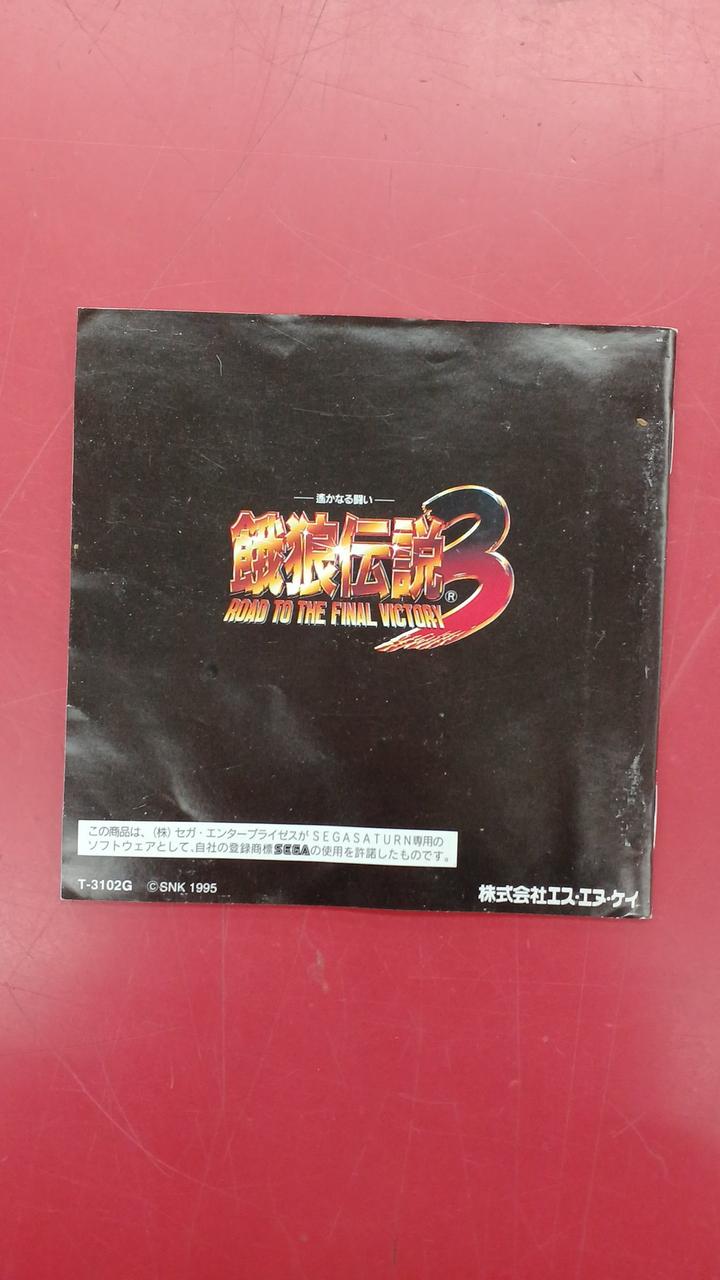 遙かなる闘い
餓狼伝説3
ROAD TO THE FINAL VICTORY
®
この商品は、(株)セガ・エンタープライゼスがSEGASATURN専用の
ソフトウェアとして、自社の登録商標SEGAの使用を許諾したものです。
T-3102G ©SNK 1995
株式会社エス・エヌ・ケイ